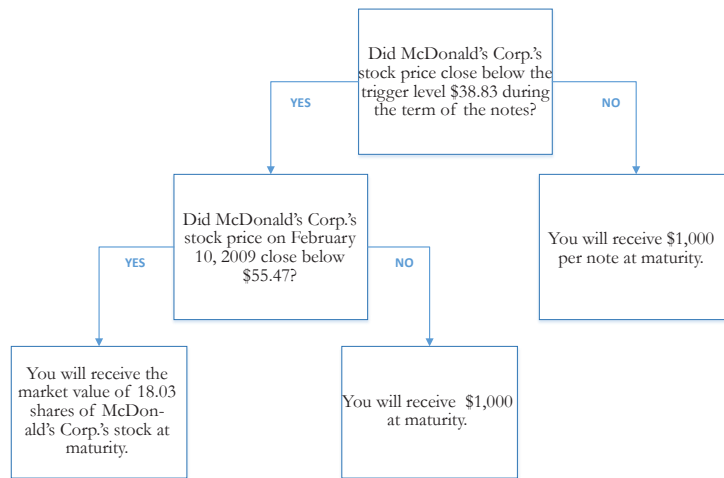 Did McDonald's Corp.'s
stock price close below the
trigger level $38.83 during
the term of the notes?
YES
NO
Did McDonald's Corp.'s
stock price on February
10, 2009 close below
$55.47?
You will receive $1,000
per note at maturity.
YES
NO
You will receive the
market value of 18.03
shares of McDon-
ald's Corp.'s stock at
maturity.
You will receive $1,000
at maturity.